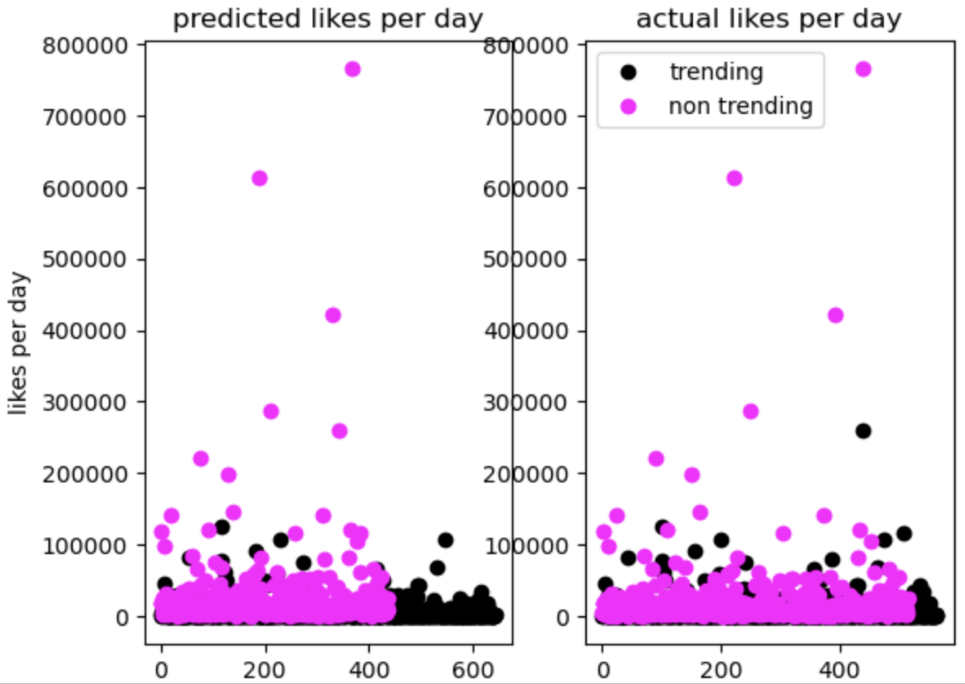 predicted likes per day
actual likes per day
likes per day
800000
700000
600000
500000
400000
300000
200000
100000
0
0 200 400 600
800000
700000
600000
500000
400000
300000
200000
100000
0
0 200 400
trending
non trending